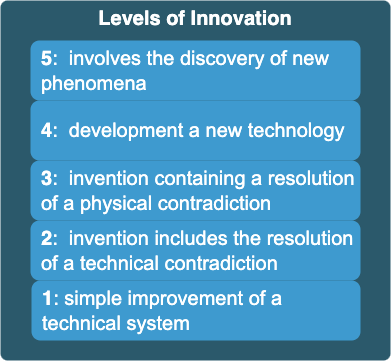 Levels of Innovation
5:  involves the discovery of new
phenomena
4:  development a new technology
3:  invention containing a resolution
of a physical contradiction
2:  invention includes the resolution
of a technical contradiction
1: simple improvement of a
technical system